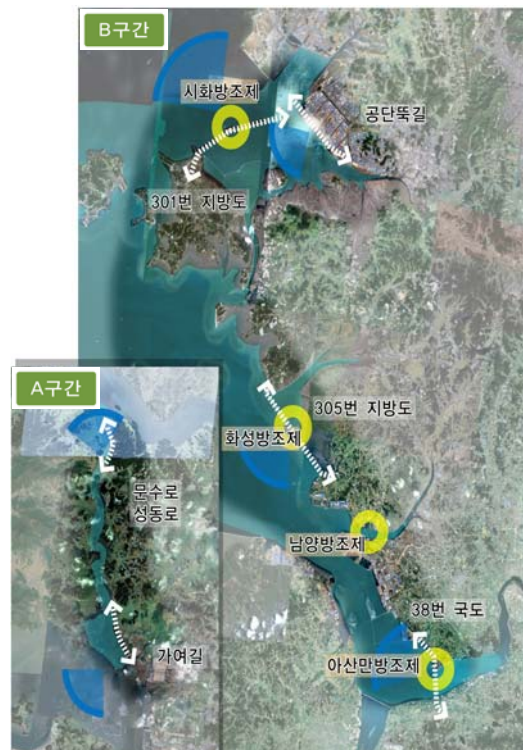 B구간
시화방조제
공단뚝길
301번 지방도
A구간
305번 지방도
화성방조제
문수로
성동로
남양방조제
38번 국도
가여길
아산만방조제